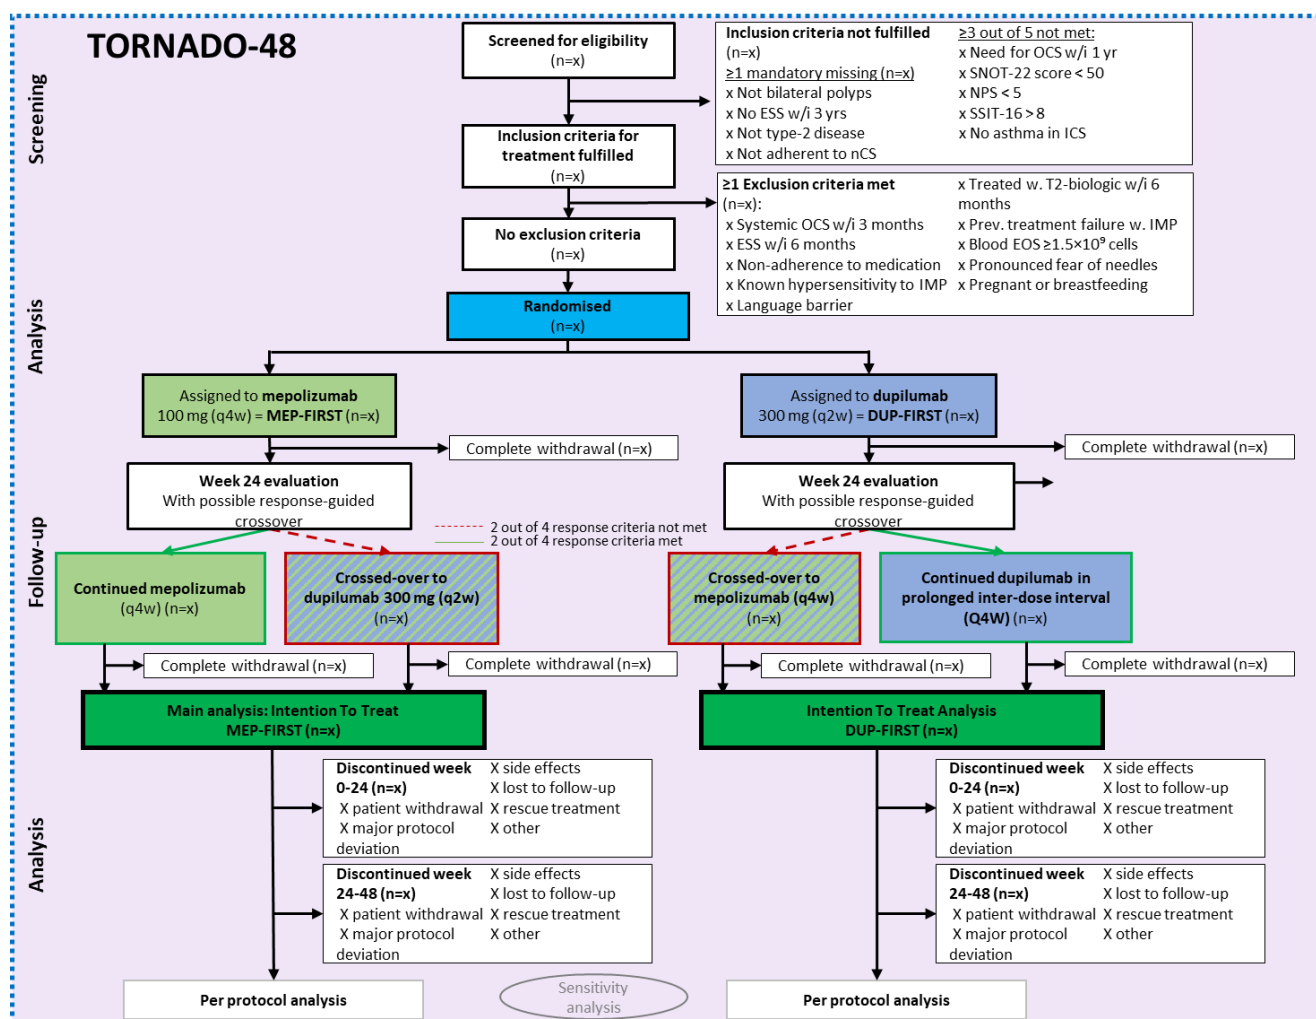 TORNADO-48
Screening
Screened for eligibility
(n=x)
Inclusion criteria not fulfilled
(n=x)
≥1 mandatory missing (n=x)
x Not bilateral polyps
x No ESS w/i 3 yrs
x Not type-2 disease
x Not adherent to nCS
≥3 out of 5 not met:
x Need for OCS w/i 1 yr
x SNOT-22 score < 50
x NPS < 5
x SSIT-16 > 8
x No asthma in ICS
Inclusion criteria for
treatment fulfilled
(n=x)
≥1 Exclusion criteria met
(n=x):
x Systemic OCS w/i 3 months
x ESS w/i 6 months
x Non-adherence to medication
x Known hypersensitivity to IMP
x Language barrier
x Treated w. T2-biologic w/i 6
months
x Prev. treatment failure w. IMP
x Blood EOS ≥1.5×10⁹ cells
x Pronounced fear of needles
x Pregnant or breastfeeding
No exclusion criteria
(n=x)
Analysis
Randomised
(n=x)
Assigned to mepolizumab
100 mg (q4w) = MEP-FIRST (n=x)
Assigned to dupilumab
300 mg (q2w) = DUP-FIRST (n=x)
Complete withdrawal (n=x)
Complete withdrawal (n=x)
Follow-up
Week 24 evaluation
With possible response-guided
crossover
Week 24 evaluation
With possible response-guided
crossover
2 out of 4 response criteria not met
2 out of 4 response criteria met
Continued mepolizumab
(q4w) (n=x)
Crossed-over to
dupilumab 300 mg (q2w)
(n=x)
Crossed-over to
mepolizumab (q4w)
(n=x)
Continued dupilumab in
prolonged inter-dose interval
(Q4W) (n=x)
Complete withdrawal (n=x)
Complete withdrawal (n=x)
Complete withdrawal (n=x)
Complete withdrawal (n=x)
Analysis
Main analysis: Intention To Treat
MEP-FIRST (n=x)
Intention To Treat Analysis
DUP-FIRST (n=x)
Discontinued week
0-24 (n=x)
X patient withdrawal
X major protocol
deviation
X side effects
X lost to follow-up
X rescue treatment
X other
Discontinued week
0-24 (n=x)
X patient withdrawal
X major protocol
deviation
X side effects
X lost to follow-up
X rescue treatment
X other
Discontinued week
24-48 (n=x)
X patient withdrawal
X major protocol
deviation
X side effects
X lost to follow-up
X rescue treatment
X other
Discontinued week
24-48 (n=x)
X patient withdrawal
X major protocol
deviation
X side effects
X lost to follow-up
X rescue treatment
X other
Per protocol analysis
Sensitivity
analysis
Per protocol analysis